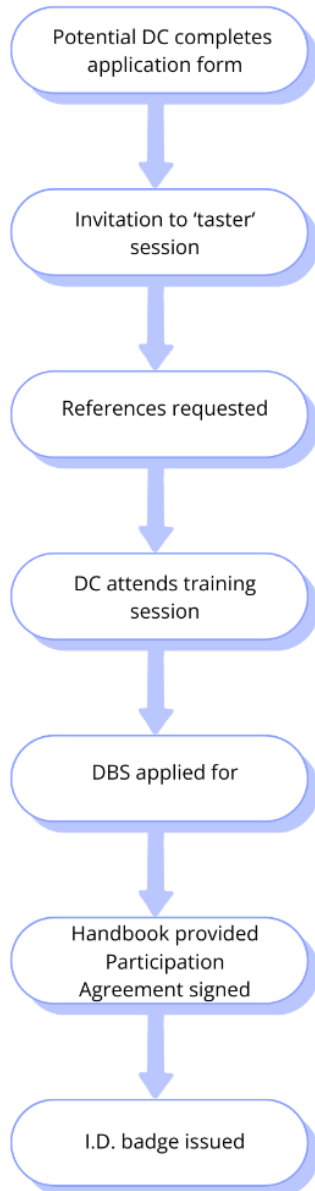 Potential DC completes
application form
Invitation to ‘taster’
session
References requested
DC attends training
session
DBS applied for
Handbook provided
Participation
Agreement signed
I.D. badge issued